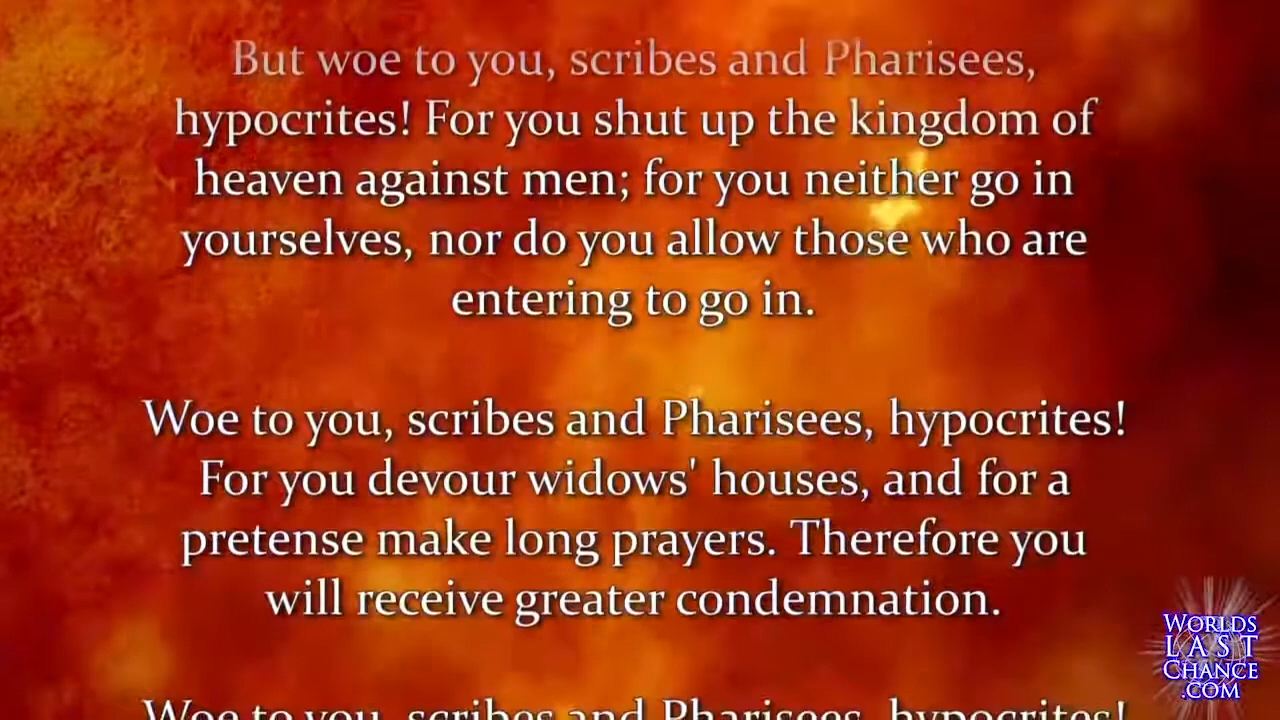 But woe to you, scribes and Pharisees,
hypocrites! For you shut up the kingdom of
heaven against men; for you neither go in
yourselves, nor do you allow those who are
entering to go in.
Woe to you, scribes and Pharisees, hypocrites!
For you devour widows' houses, and for a
pretense make long prayers. Therefore you
will receive greater condemnation.
Woe to you, scribes and Pharisees, hypocrites!
WORLDS
LAST
CHANCE
.COM